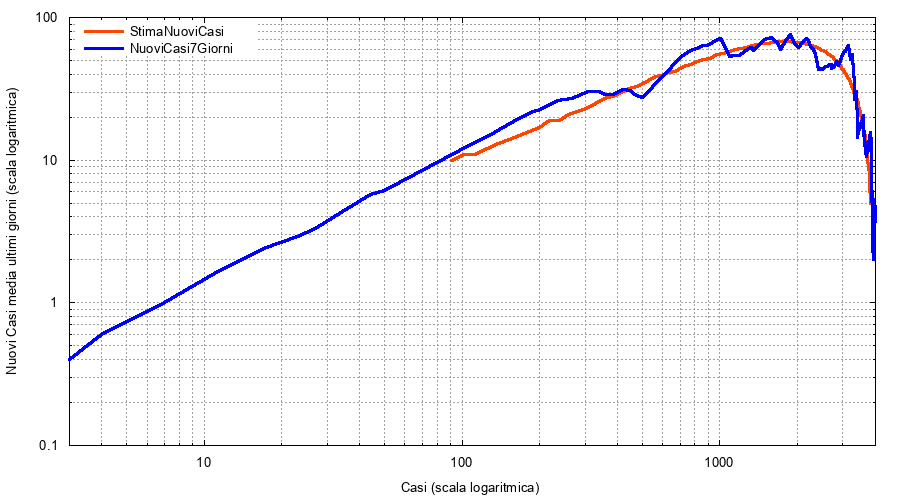 100
StimaNuoviCasi
NuoviCasi7Giorni
10
1
0.1
Nuovi Casi media ultimi giorni (scala logaritmica)
10
100
1000
Casi (scala logaritmica)